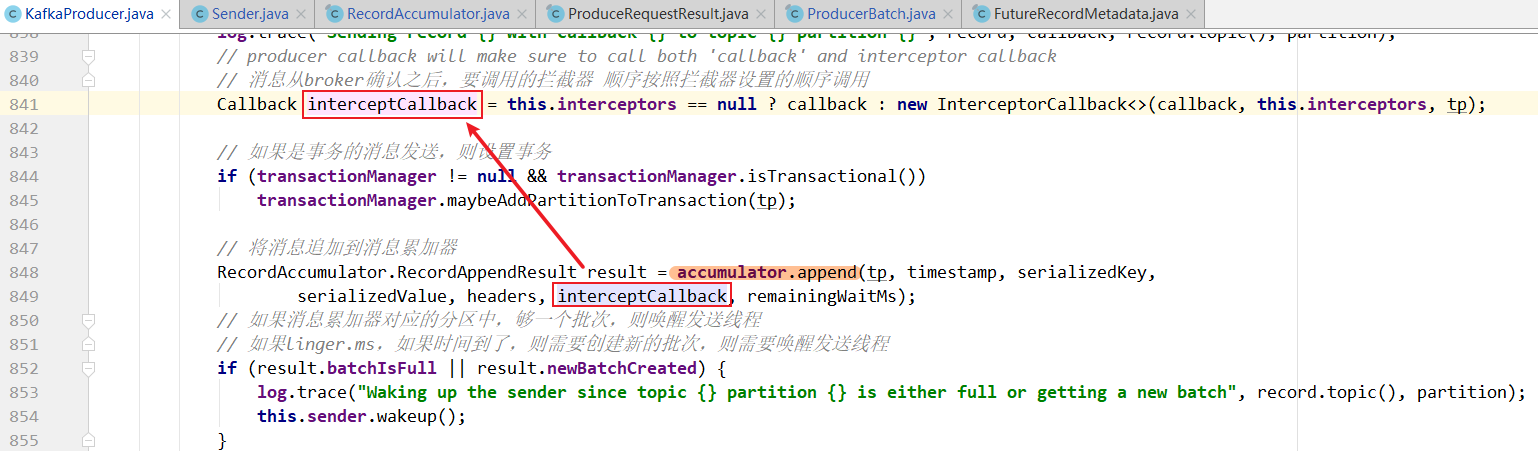 KafkaProducer.java Sender.java RecordAccumulator.java ProduceRequestResult.java ProducerBatch.java FutureRecordMetadata.java
838 log.trace("Sending record {} with callback {} to topic {} partition {}", record, callback, record.topic(), partition);
839 // producer callback will make sure to call both 'callback' and interceptor callback
840 // 消息从broker确认之后，要调用的拦截器 顺序按照拦截器设置的顺序调用
841 Callback interceptCallback = this.interceptors == null ? callback : new InterceptorCallback<>(callback, this.interceptors, tp);
842
843 // 如果是事务的消息发送，则设置事务
844 if (transactionManager != null && transactionManager.isTransactional())
845 transactionManager.maybeAddPartitionToTransaction(tp);
846
847 // 将消息追加到消息累加器
848 RecordAccumulator.RecordAppendResult result = accumulator.append(tp, timestamp, serializedKey,
849 serializedValue, headers, interceptCallback, remainingWaitMs);
850 // 如果消息累加器对应的分区中，够一个批次，则唤醒发送线程
851 // 如果linger.ms，如果时间到了，则需要创建新的批次，则需要唤醒发送线程
852 if (result.batchIsFull || result.newBatchCreated) {
853 log.trace("Waking up the sender since topic {} partition {} is either full or getting a new batch", record.topic(), partition);
854 this.sender.wakeup();
855 }